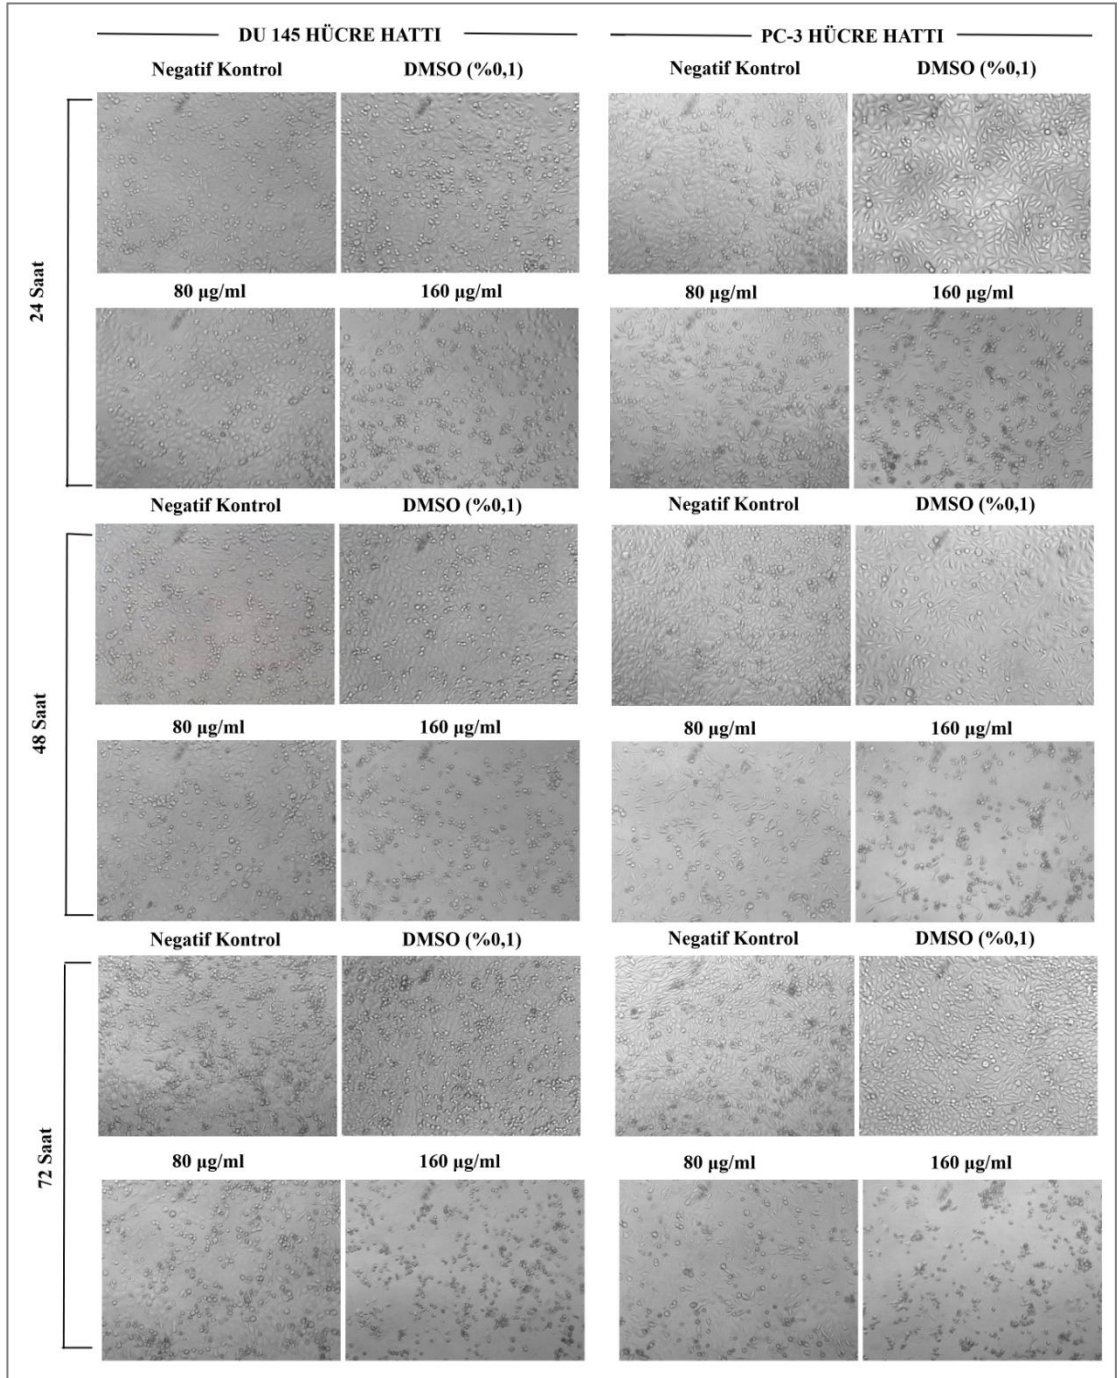 DU 145 HÜCRE HATTI
PC-3 HÜCRE HATTI
Negatif Kontrol
DMSO (%0,1)
Negatif Kontrol
DMSO (%0,1)
24 Saat
80 µg/ml
160 µg/ml
80 µg/ml
160 µg/ml
Negatif Kontrol
DMSO (%0,1)
Negatif Kontrol
DMSO (%0,1)
48 Saat
80 µg/ml
160 µg/ml
80 µg/ml
160 µg/ml
Negatif Kontrol
DMSO (%0,1)
Negatif Kontrol
DMSO (%0,1)
72 Saat
80 µg/ml
160 µg/ml
80 µg/ml
160 µg/ml